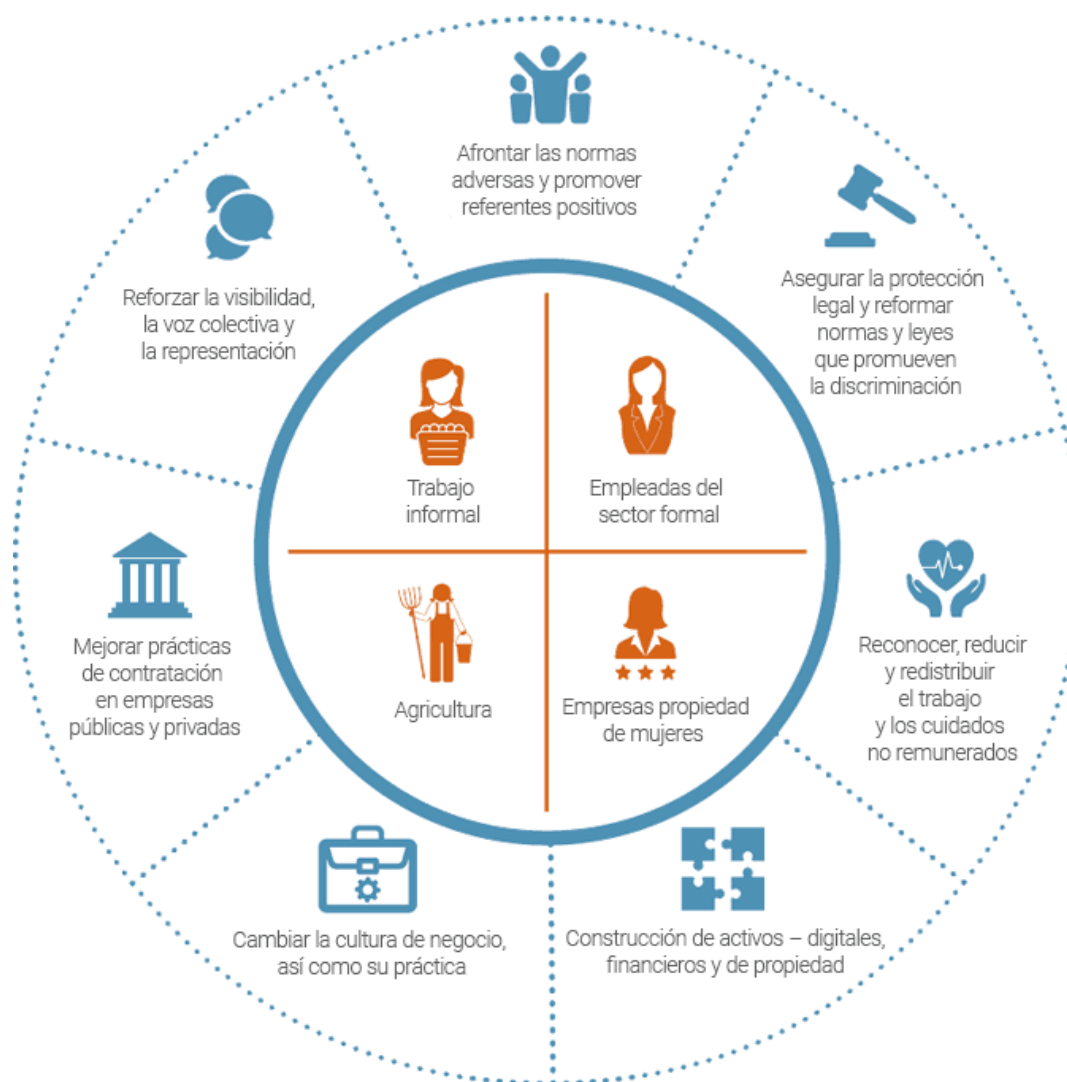 Afrontar las normas
adversas y promover
referentes positivos
Asegurar la protección
legal y reformar
normas y leyes
que promueven
la discriminación
Reconocer, reducir
y redistribuir
el trabajo
y los cuidados
no remunerados
Construcción de activos – digitales,
financieros y de propiedad
Cambiar la cultura de negocio,
así como su práctica
Mejorar prácticas
de contratación
en empresas
públicas y privadas
Reforzar la visibilidad,
la voz colectiva y
la representación
Trabajo
informal
Empleadas del
sector formal
Agricultura
Empresas propiedad
de mujeres